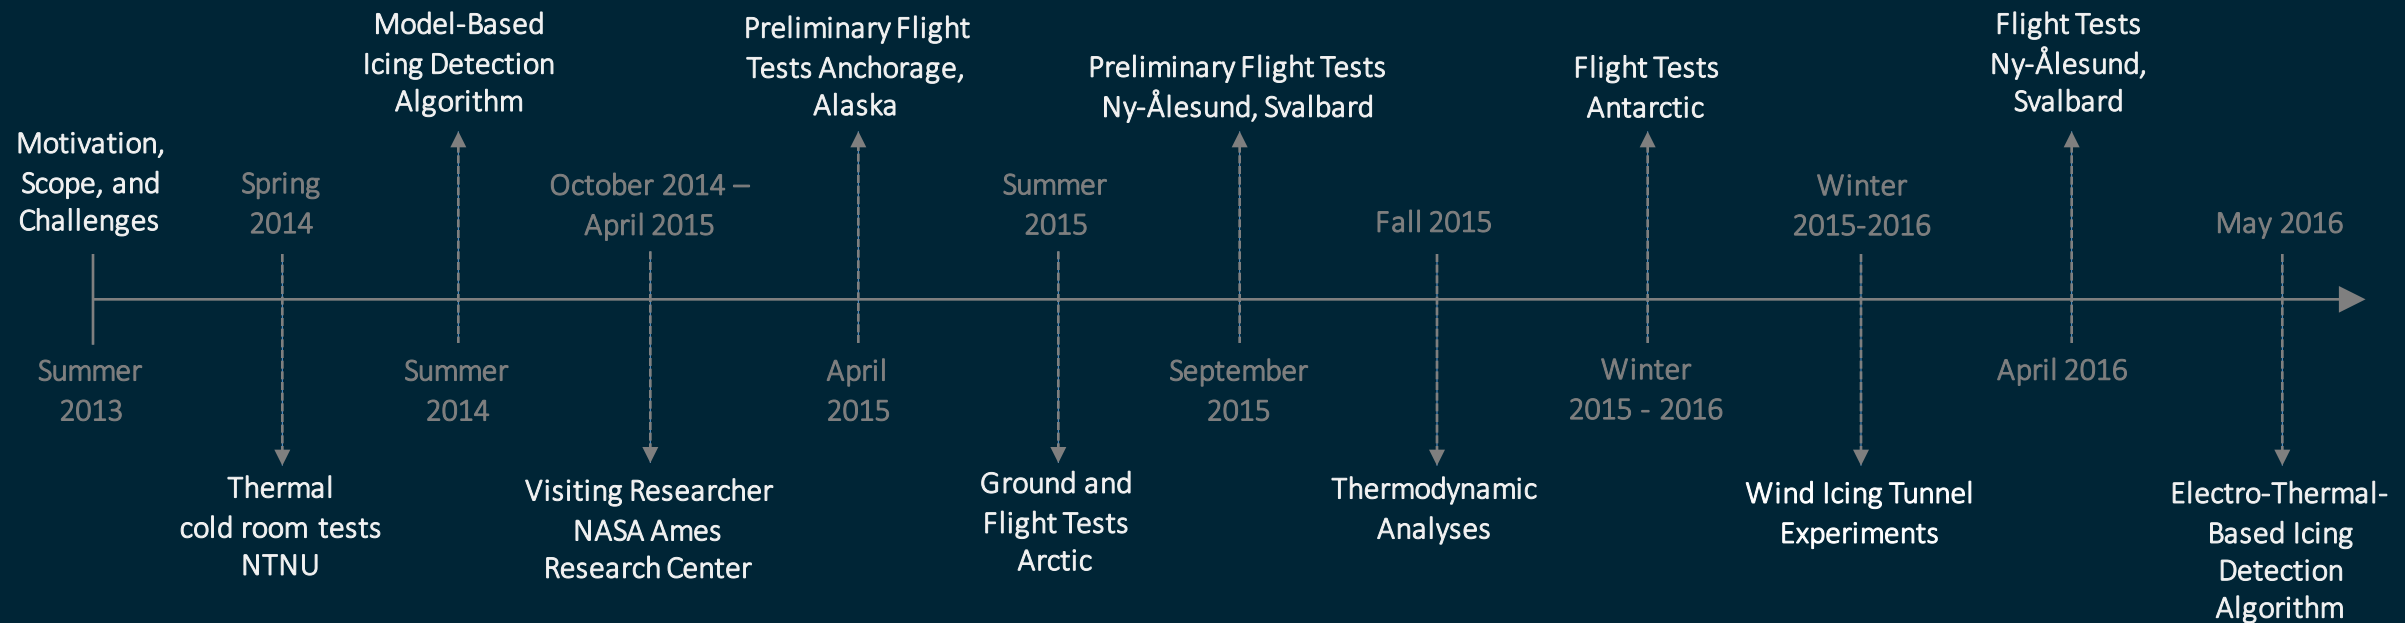 Motivation,
Scope, and
Challenges
Summer
2013
Spring
2014
Thermal
cold room tests
NTNU
Model-Based
Icing Detection
Algorithm
Summer
2014
October 2014 –
April 2015
Visiting Researcher
NASA Ames
Research Center
Preliminary Flight
Tests Anchorage,
Alaska
April
2015
Summer
2015
Ground and
Flight Tests
Arctic
Preliminary Flight Tests
Ny-Ålesund, Svalbard
September
2015
Fall 2015
Thermodynamic
Analyses
Flight Tests
Antarctic
Winter
2015 - 2016
Winter
2015-2016
Wind Icing Tunnel
Experiments
Flight Tests
Ny-Ålesund,
Svalbard
April 2016
May 2016
Electro-Thermal-
Based Icing
Detection
Algorithm